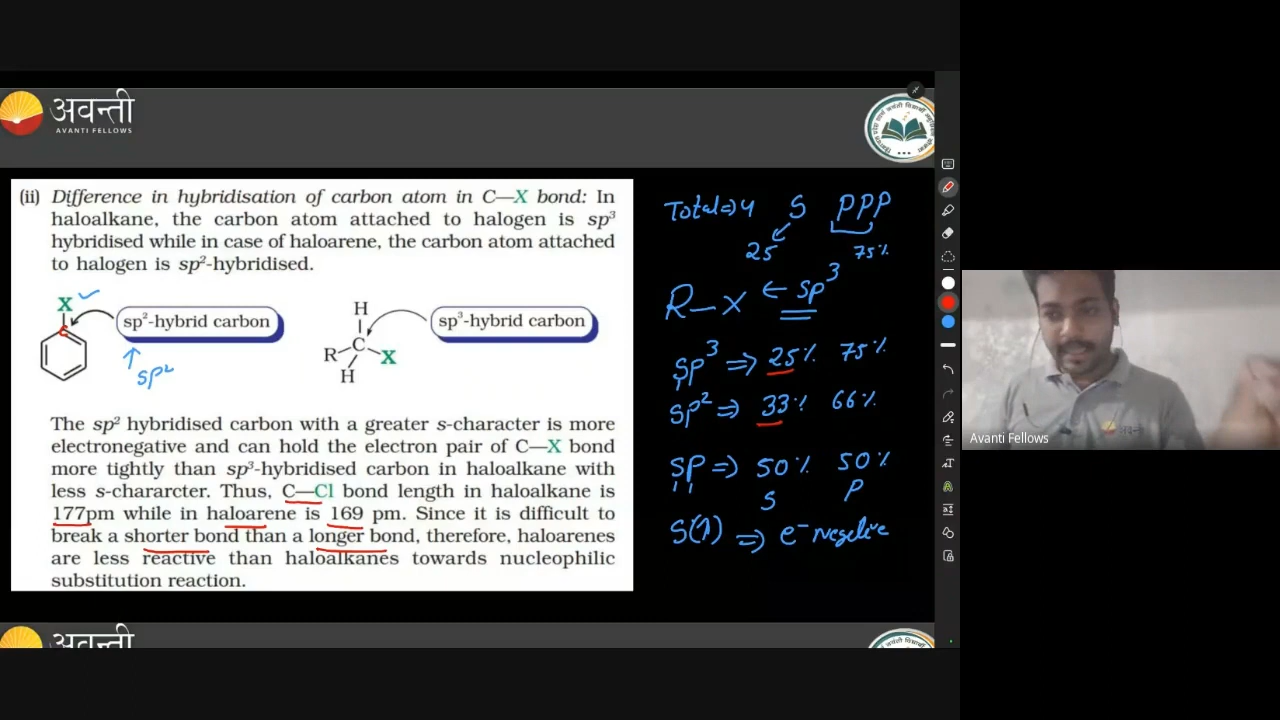 अवन्ती
AVANTI FELLOWS
(ii) Difference in hybridisation of carbon atom in C—X bond: In
haloalkane, the carbon atom attached to halogen is sp³
hybridised while in case of haloarene, the carbon atom attached
to halogen is sp²-hybridised.
X
C
sp²-hybrid carbon
sp²
H
R C X
H
sp³-hybrid carbon
The sp² hybridised carbon with a greater s-character is more
electronegative and can hold the electron pair of C—X bond
more tightly than sp³-hybridised carbon in haloalkane with
less s-chararcter. Thus, C—Cl bond length in haloalkane is
177pm while in haloarene is 169 pm. Since it is difficult to
break a shorter bond than a longer bond, therefore, haloarenes
are less reactive than haloalkanes towards nucleophilic
substitution reaction.
Total => 4 S PPP
25 75%
R—X ← sp³
sp³ => 25% 75%
sp² => 33% 66%
sp => 50% 50%
S P
S(↑) => e⁻ negative
Avanti Fellows
अवन्ती